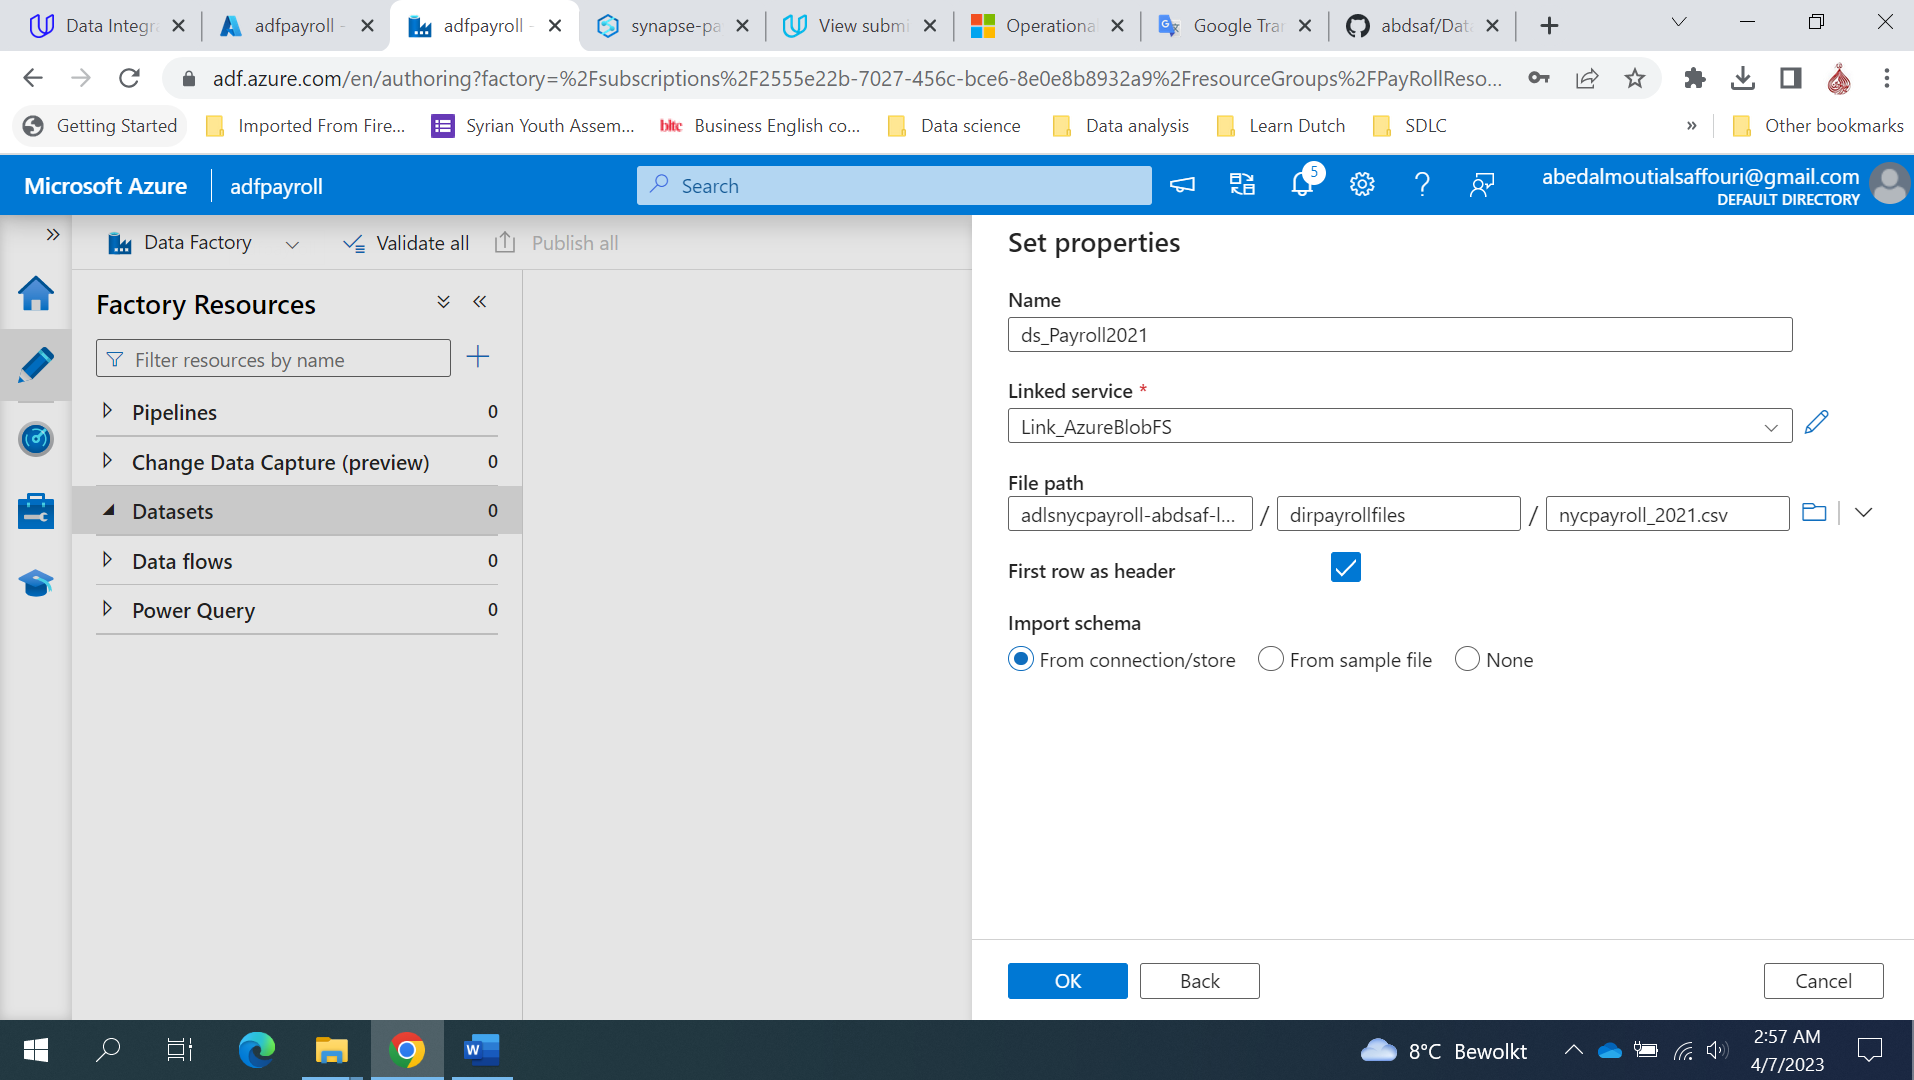 Data Integra
adfpayroll -
adfpayroll -
synapse-pa
View submi
Operational
Google Tran
abdsaf/Data
adf.azure.com/en/authoring?factory=%2Fsubscriptions%2F2555e22b-7027-456c-bce6-8e0e8b8932a9%2FresourceGroups%2FPayRollReso...
Getting Started
Imported From Fire...
Syrian Youth Assem...
bitc Business English co...
Data science
Data analysis
Learn Dutch
SDLC
»
Other bookmarks
Microsoft Azure
adfpayroll
Search
5
abedalmoutialsaffouri@gmail.com
DEFAULT DIRECTORY
Data Factory
Validate all
Publish all
Factory Resources
Filter resources by name
Pipelines 0
Change Data Capture (preview) 0
Datasets 0
Data flows 0
Power Query 0
Set properties
Name
ds_Payroll2021
Linked service *
Link_AzureBlobFS
File path
adlsnycpayroll-abdsaf-l... / dirpayrollfiles / nycpayroll_2021.csv
First row as header
Import schema
From connection/store From sample file None
OK Back Cancel
W
8°C Bewolkt
2:57 AM
4/7/2023